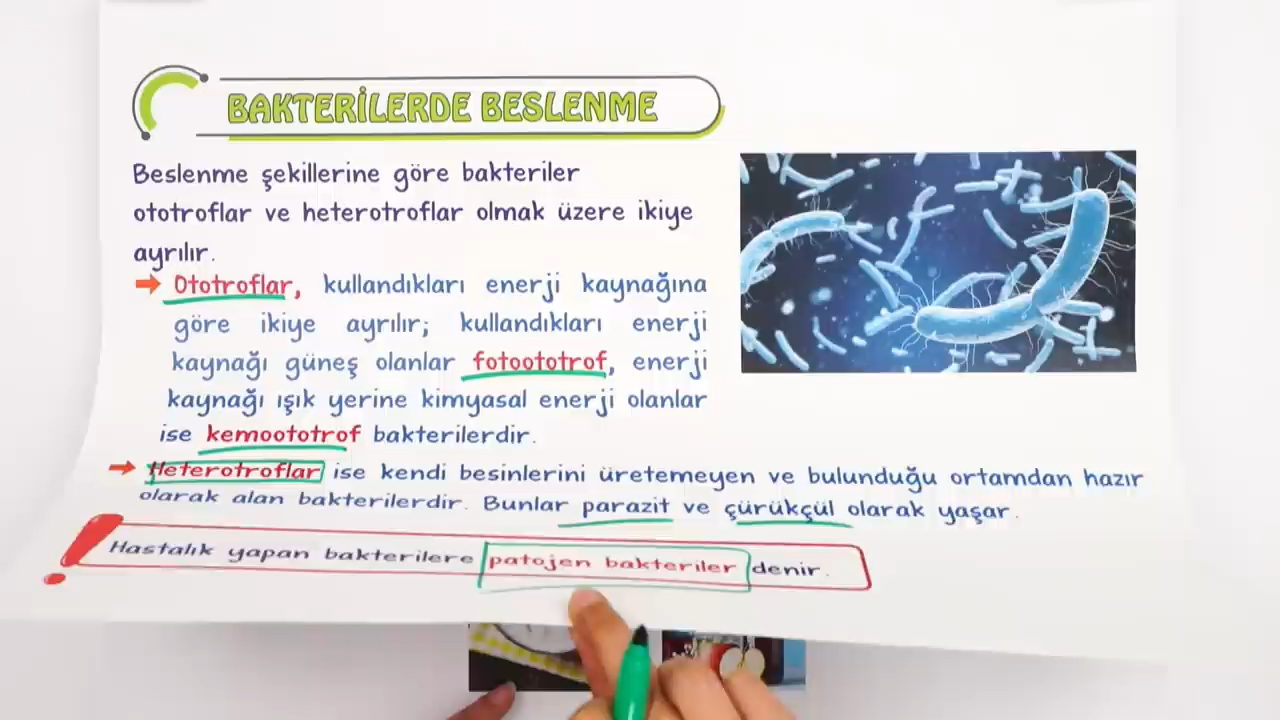 BAKTERİLERDE BESLENME
Beslenme şekillerine göre bakteriler
ototroflar ve heterotroflar olmak üzere ikiye
ayrılır.
Ototroflar, kullandıkları enerji kaynağına
göre ikiye ayrılır; kullandıkları enerji
kaynağı güneş olanlar fotoototrof, enerji
kaynağı ışık yerine kimyasal enerji olanlar
ise kemoototrof bakterilerdir.
Heterotroflar ise kendi besinlerini üretemeyen ve bulunduğu ortamdan hazır
olarak alan bakterilerdir. Bunlar parazit ve çürükçül olarak yaşar.
Hastalık yapan bakterilere patojen bakteriler denir.